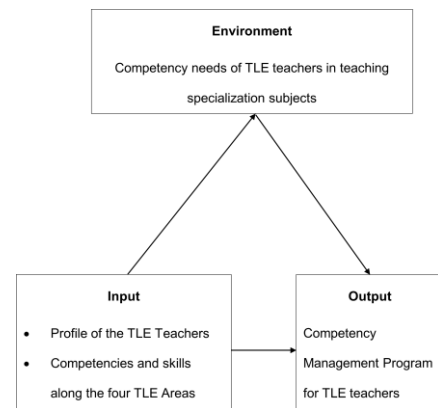 Environment
Competency needs of TLE teachers in teaching
specialization subjects
Input
• Profile of the TLE Teachers
• Competencies and skills
along the four TLE Areas
Output
Competency
Management Program
for TLE teachers